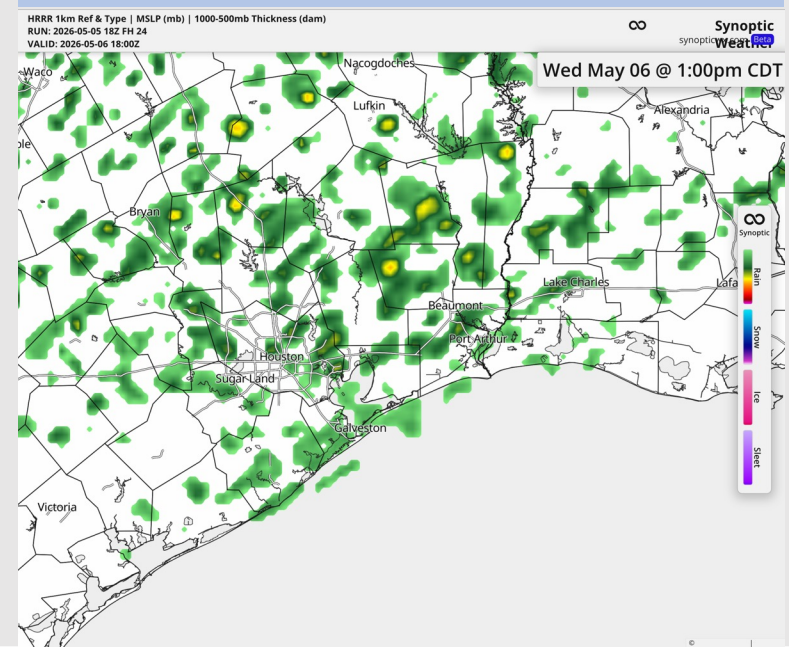 HRRR 1km Ref & Type | MSLP (mb) | 1000-500mb Thickness (dam)
RUN: 2026-05-05 18Z FH 24
VALID: 2026-05-06 18:00Z
Synoptic
Weather
Beta
Wed May 06 @ 1:00pm CDT
Nacogdoches
Waco
Lufkin
Alexandria
Bryan
Synoptic
Rain
Lake Charles
Lafa
Beaumont
Snow
Port Arthur
Houston
Sugar Land
Ice
Galveston
Sleet
Victoria
©